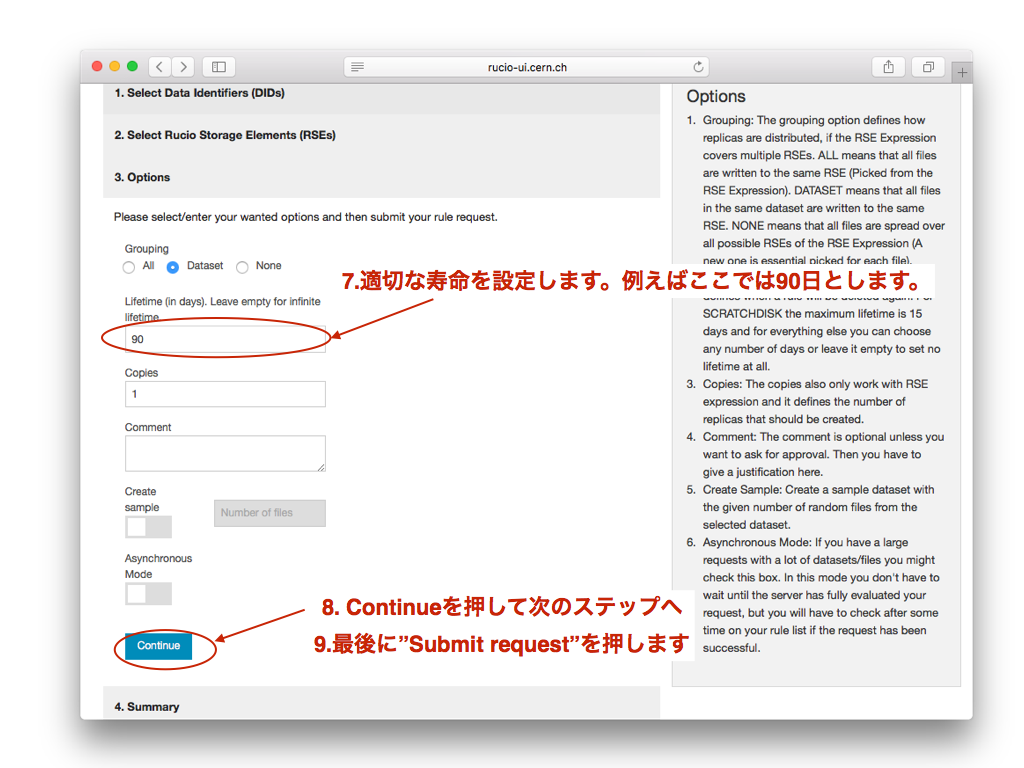 rucio-ui.cern.ch
1. Select Data Identifiers (DIDs)
2. Select Rucio Storage Elements (RSEs)
3. Options
Please select/enter your wanted options and then submit your rule request.
Grouping
All Dataset None
7.適切な寿命を設定します。例えばここでは90日とします。
Lifetime (in days). Leave empty for infinite
lifetime
90
Copies
1
Comment
Create
sample
Number of files
Asynchronous
Mode
8. Continueを押して次のステップへ
9.最後に”Submit request”を押します
Continue
4. Summary
Options
1. Grouping: The grouping option defines how
replicas are distributed, if the RSE Expression
covers multiple RSEs. ALL means that all files
are written to the same RSE (Picked from the
RSE Expression). DATASET means that all files
in the same dataset are written to the same
RSE. NONE means that all files are spread over
all possible RSEs of the RSE Expression (A
new one is essential picked for each file).
defines when a rule will be deleted again. For
SCRATCHDISK the maximum lifetime is 15
days and for everything else you can choose
any number of days or leave it empty to set no
lifetime at all.
3. Copies: The copies also only work with RSE
expression and it defines the number of
replicas that should be created.
4. Comment: The comment is optional unless you
want to ask for approval. Then you have to
give a justification here.
5. Create Sample: Create a sample dataset with
the given number of random files from the
selected dataset.
6. Asynchronous Mode: If you have a large
requests with a lot of datasets/files you might
check this box. In this mode you don't have to
wait until the server has fully evaluated your
request, but you will have to check after some
time on your rule list if the request has been
successful.